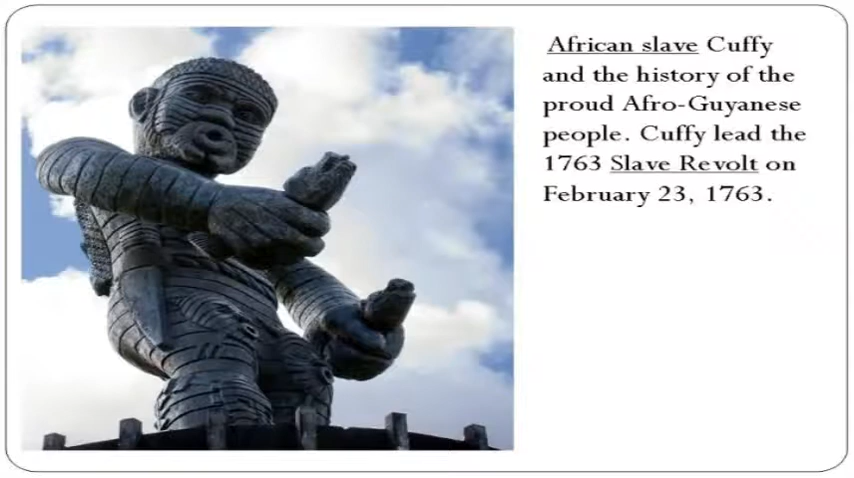 African slave Cuffy
and the history of the
proud Afro-Guyanese
people. Cuffy lead the
1763 Slave Revolt on
February 23, 1763.